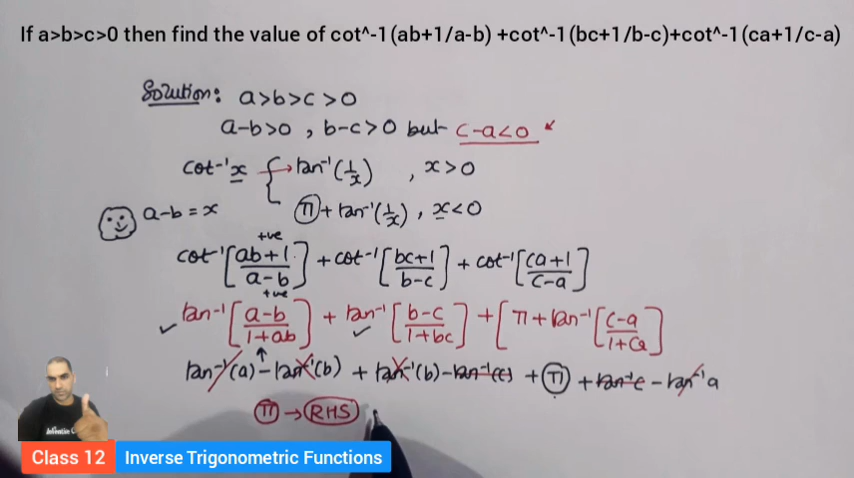 If a>b>c>0 then find the value of cot^-1(ab+1/a-b) +cot^-1(bc+1/b-c)+cot^-1(ca+1/c-a)
Solution: a>b>c>0
a-b>0 , b-c>0 but c-a<0
cot⁻¹x { → tan⁻¹(1/x) , x>0
a-b=x π+tan⁻¹(1/x) , x<0
+ve
cot⁻¹[ab+1/a-b] + cot⁻¹[bc+1/b-c] + cot⁻¹[ca+1/c-a]
+ve
✓ tan⁻¹[a-b/1+ab] + tan⁻¹[b-c/1+bc] + [π+tan⁻¹[c-a/1+ca]
tan⁻¹(a) - tan⁻¹(b) + tan⁻¹(b) - tan⁻¹(c) + π + tan⁻¹c - tan⁻¹a
π → RHS
Class 12 Inverse Trigonometric Functions